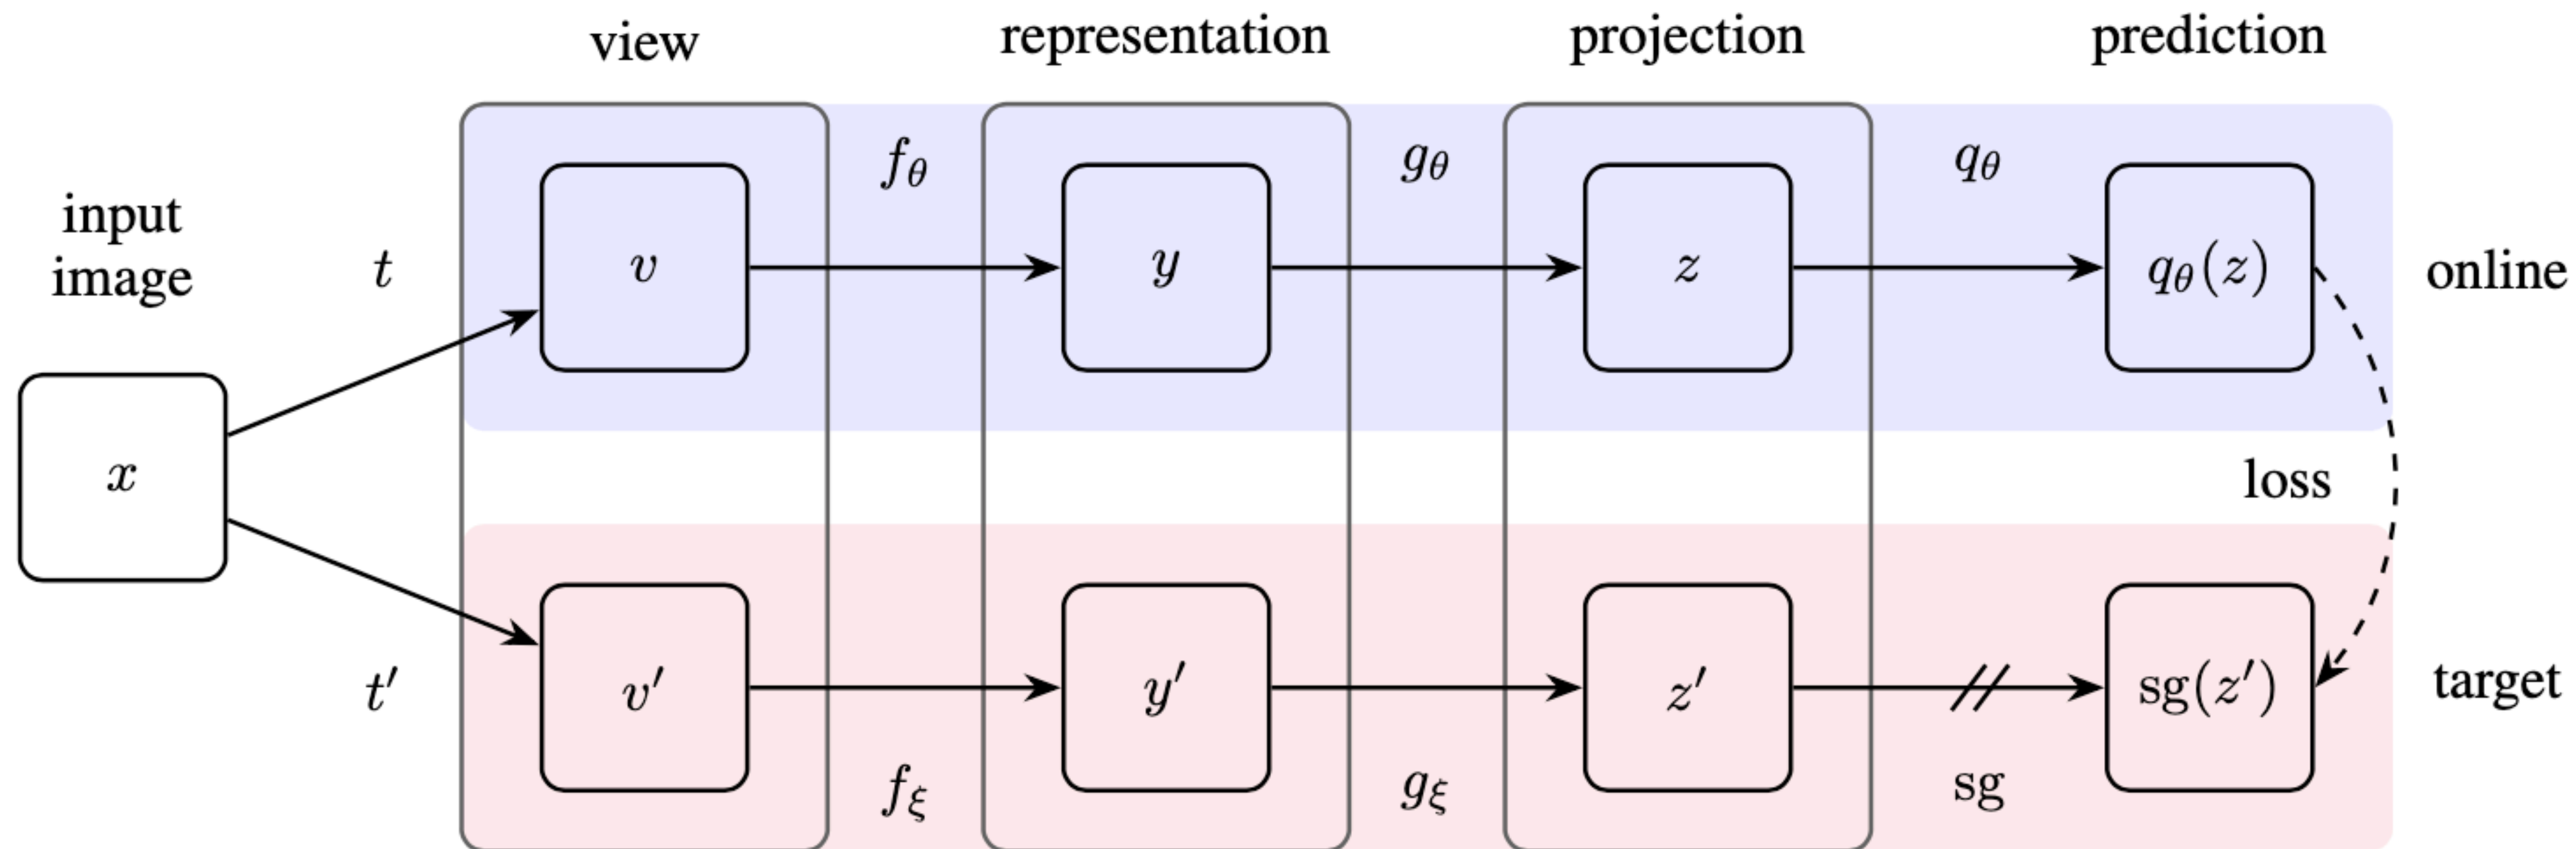 view representation projection prediction
input
image
t
f_θ g_θ q_θ
v y z q_θ(z)
online
x
loss
t′
v′ y′ z′ sg(z′)
target
f_ξ g_ξ sg